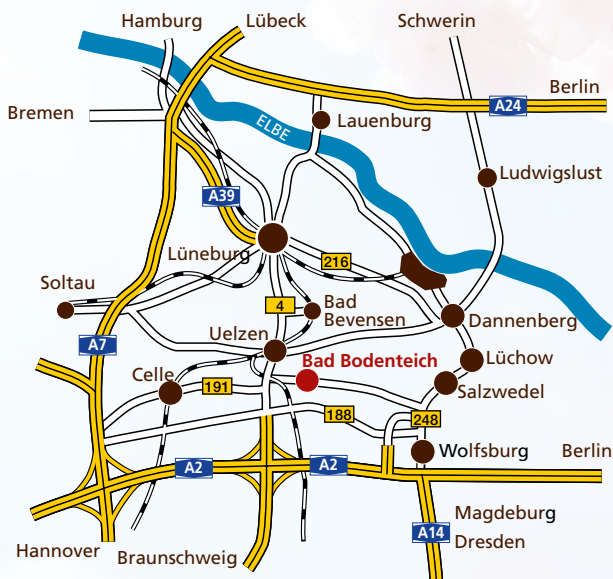 Hamburg
Lübeck
Schwerin
Berlin
A24
Bremen
ELBE
Lauenburg
Ludwigslust
A39
Lüneburg
216
Soltau
4
Bad
Bevensen
Dannenberg
A7
Uelzen
Bad Bodenteich
Lüchow
Celle
191
Salzwedel
188
248
Wolfsburg
A2
A2
Berlin
Magdeburg
Dresden
A14
Hannover
Braunschweig